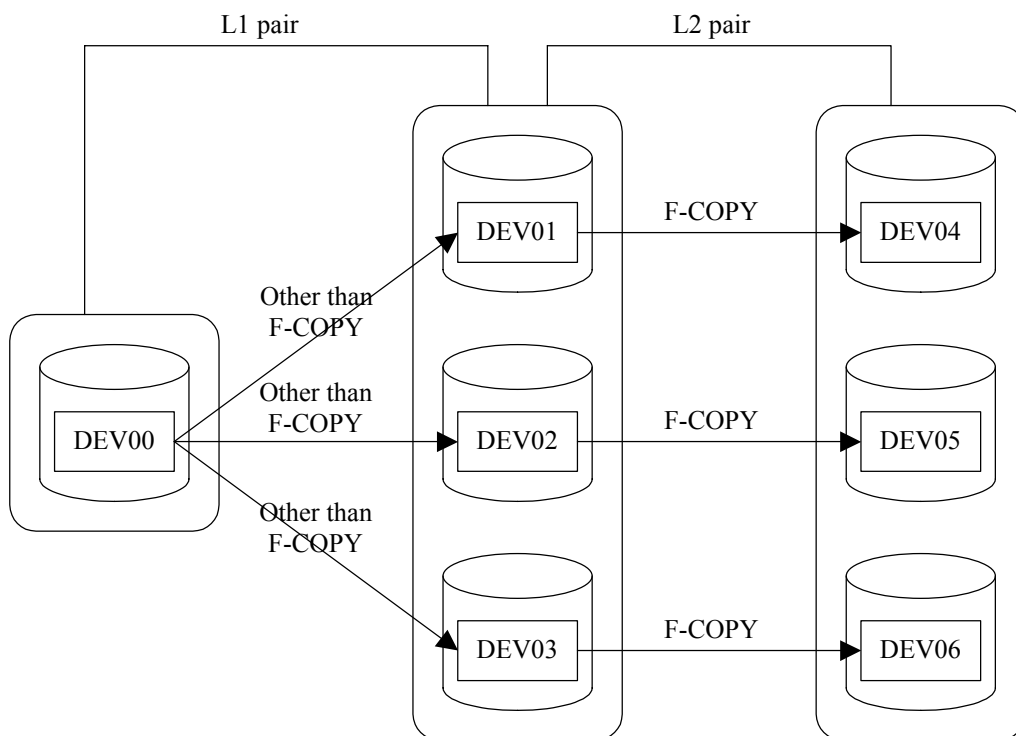 L1 pair
L2 pair
DEV01
F-COPY
DEV04
Other than
F-COPY
DEV00
Other than
F-COPY
DEV02
F-COPY
DEV05
Other than
F-COPY
DEV03
F-COPY
DEV06